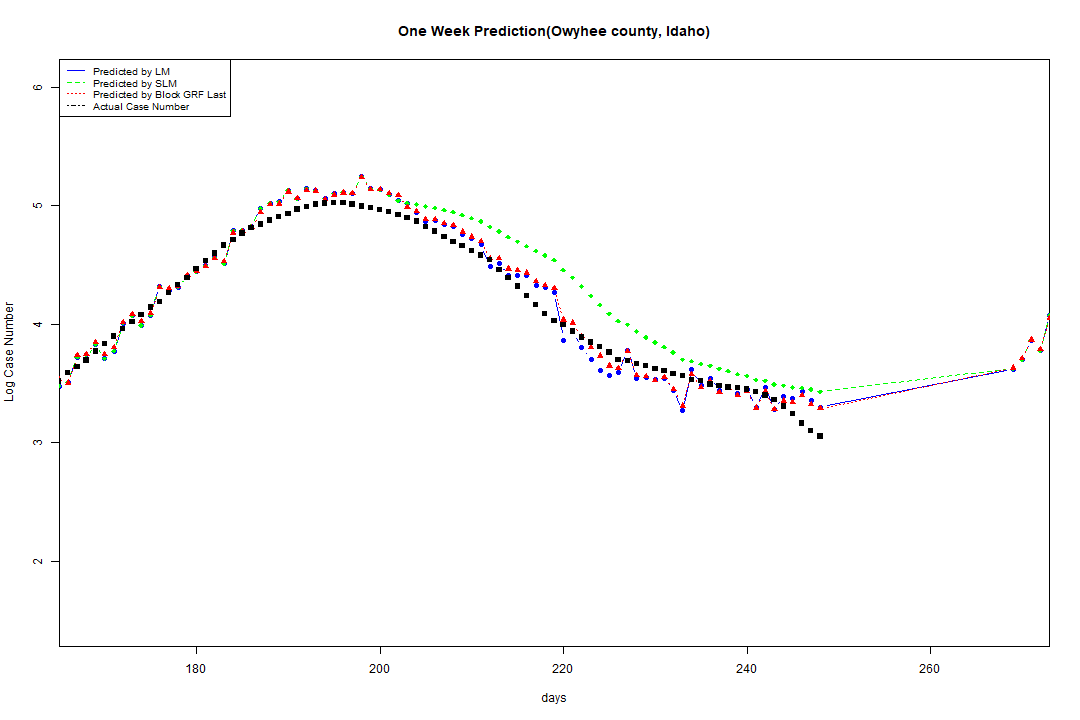 One Week Prediction(Owyhee county, Idaho)
Predicted by LM
Predicted by SLM
Predicted by Block GRF Last
Actual Case Number
6
5
4
3
2
Log Case Number
180
200
220
240
260
days